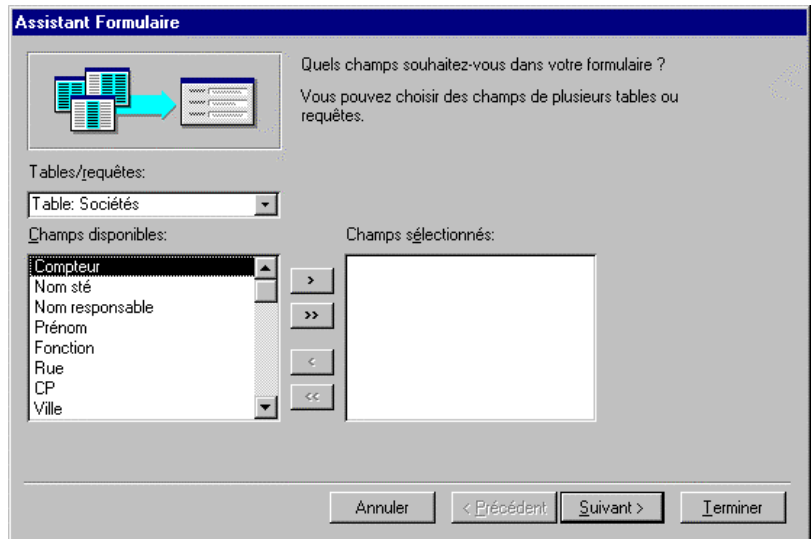 Assistant Formulaire
Quels champs souhaitez-vous dans votre formulaire ?
Vous pouvez choisir des champs de plusieurs tables ou
requêtes.
Tables/requêtes:
Table: Sociétés
Champs disponibles:
Champs sélectionnés:
Compteur
Nom sté
Nom responsable
Prénom
Fonction
Rue
CP
Ville
>
>>
<
<<
Annuler
< Précédent
Suivant >
Terminer